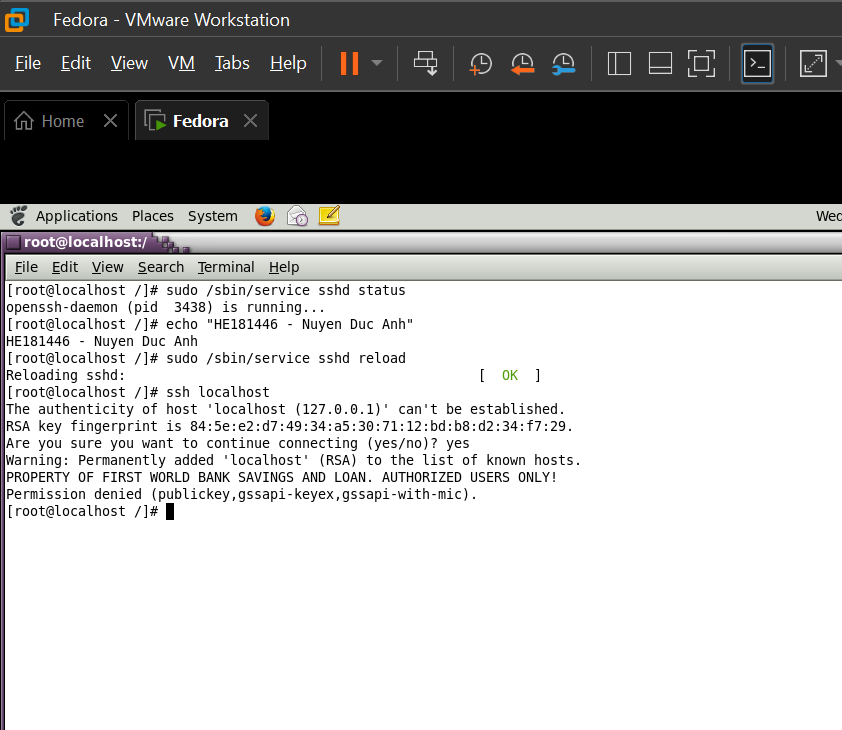 Fedora - VMware Workstation
File Edit View VM Tabs Help
Home Fedora
Applications Places System Wed
root@localhost:/
File Edit View Search Terminal Help
[root@localhost /]# sudo /sbin/service sshd status
openssh-daemon (pid  3438) is running...
[root@localhost /]# echo "HE181446 - Nuyen Duc Anh"
HE181446 - Nuyen Duc Anh
[root@localhost /]# sudo /sbin/service sshd reload
Reloading sshd:                                            [  OK  ]
[root@localhost /]# ssh localhost
The authenticity of host 'localhost (127.0.0.1)' can't be established.
RSA key fingerprint is 84:5e:e2:d7:49:34:a5:30:71:12:bd:b8:d2:34:f7:29.
Are you sure you want to continue connecting (yes/no)? yes
Warning: Permanently added 'localhost' (RSA) to the list of known hosts.
PROPERTY OF FIRST WORLD BANK SAVINGS AND LOAN. AUTHORIZED USERS ONLY!
Permission denied (publickey,gssapi-keyex,gssapi-with-mic).
[root@localhost /]#